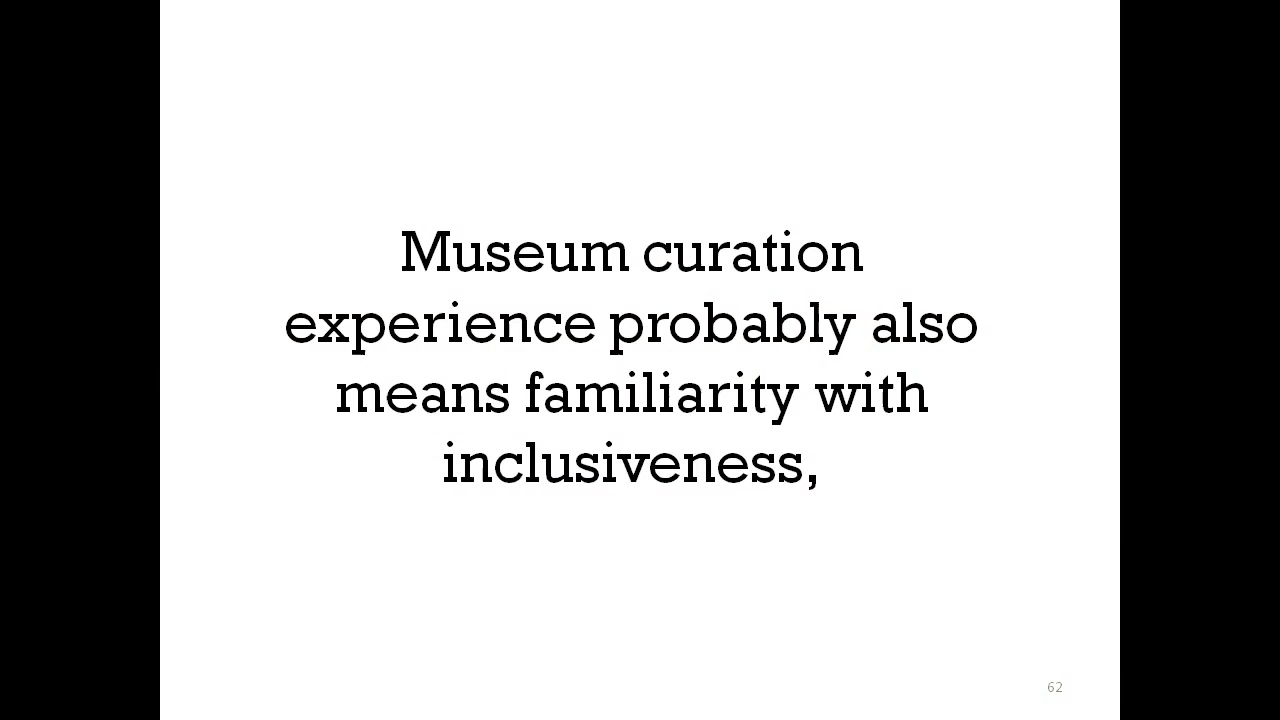 Museum curation
experience probably also
means familiarity with
inclusiveness,
62